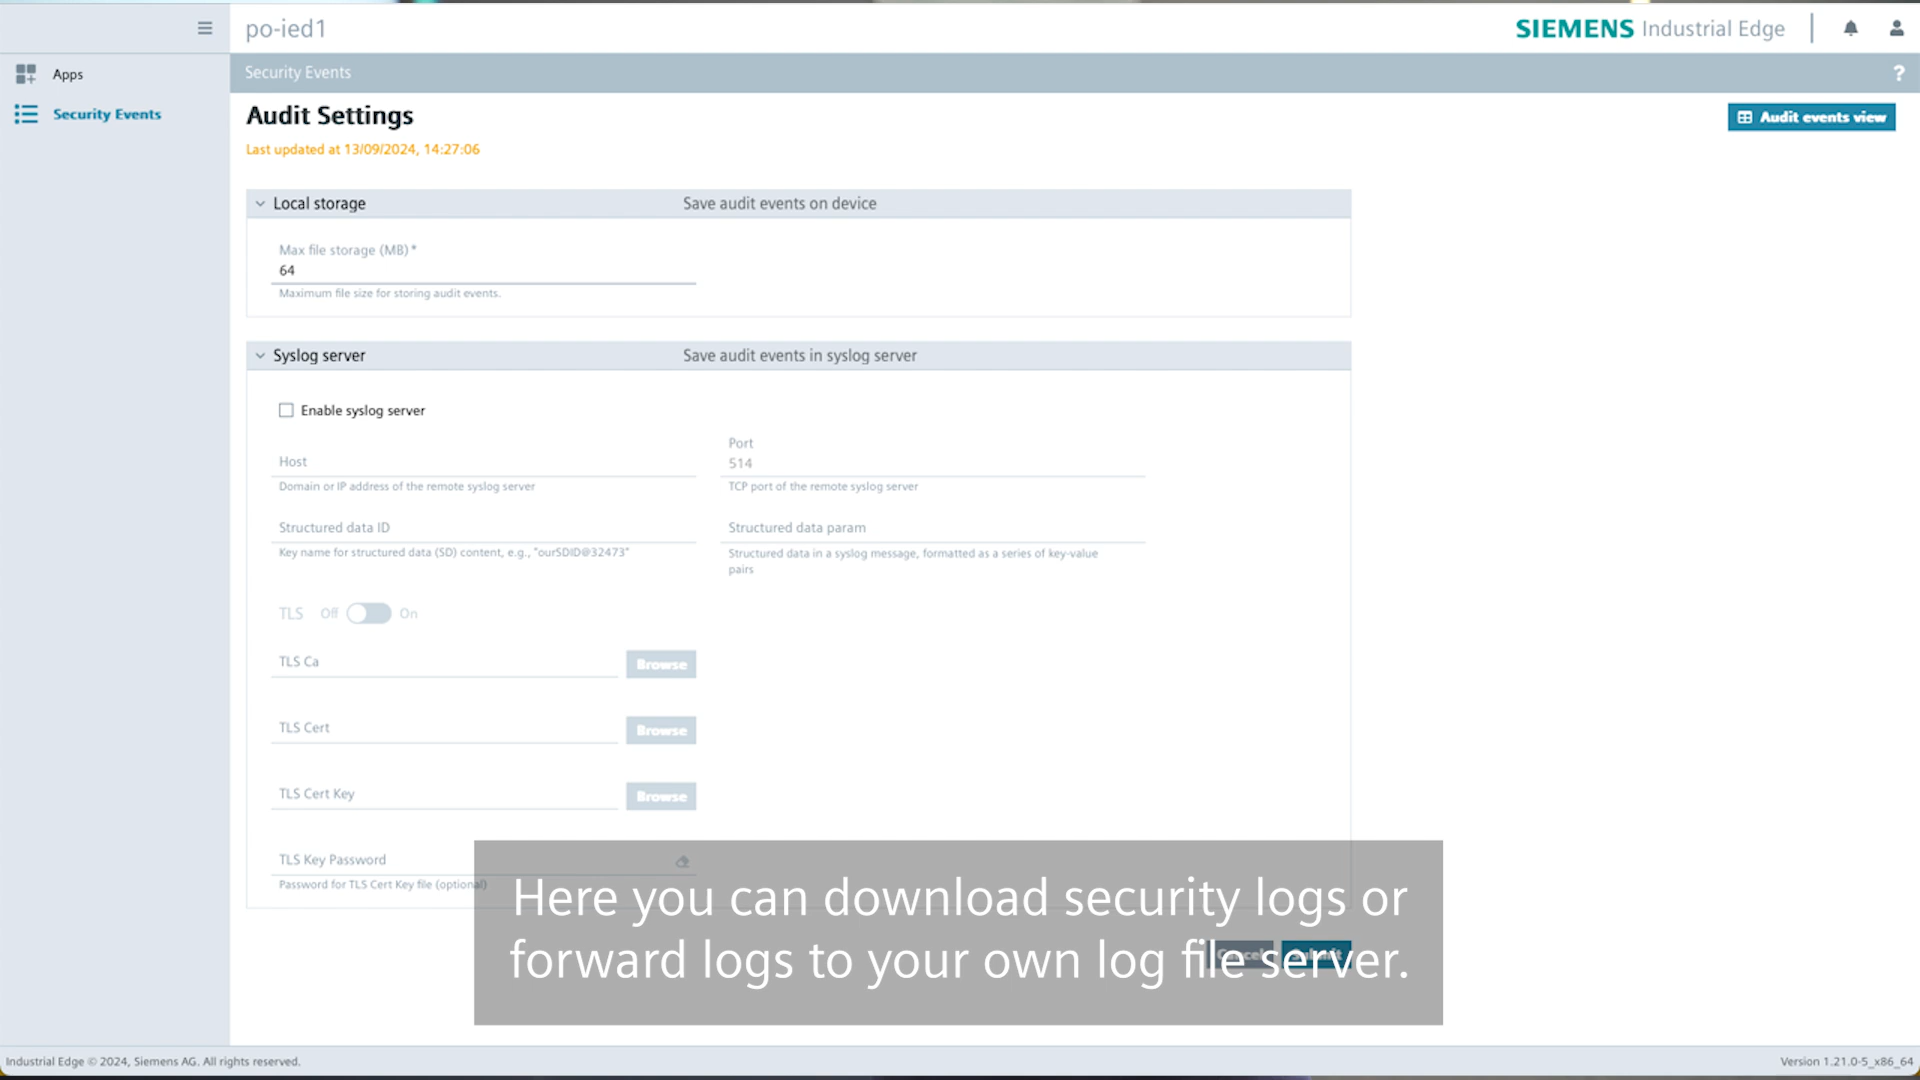 po-ied1
SIEMENS Industrial Edge
Apps
Security Events
Security Events
?
Audit Settings
Audit events view
Last updated at 13/09/2024, 14:27:06
Local storage Save audit events on device
Max file storage (MB) *
64
Maximum file size for storing audit events.
Syslog server Save audit events in syslog server
Enable syslog server
Host
Domain or IP address of the remote syslog server
Port
514
TCP port of the remote syslog server
Structured data ID
Key name for structured data (SD) content, e.g., "ourSDID@32473"
Structured data param
Structured data in a syslog message, formatted as a series of key-value
pairs
TLS Off On
TLS Ca Browse
TLS Cert Browse
TLS Cert Key Browse
TLS Key Password
Password for TLS Cert Key file (optional)
Cancel Submit
Here you can download security logs or
forward logs to your own log file server.
Industrial Edge © 2024, Siemens AG. All rights reserved.
Version 1.21.0-5_x86_64